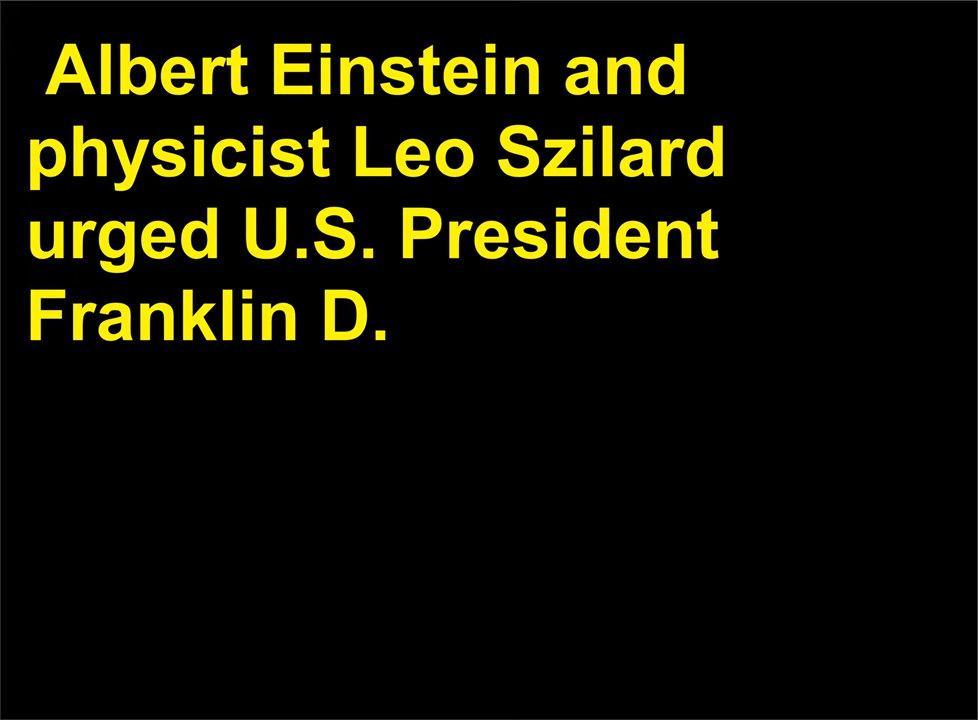 Albert Einstein and
physicist Leo Szilard
urged U.S. President
Franklin D.